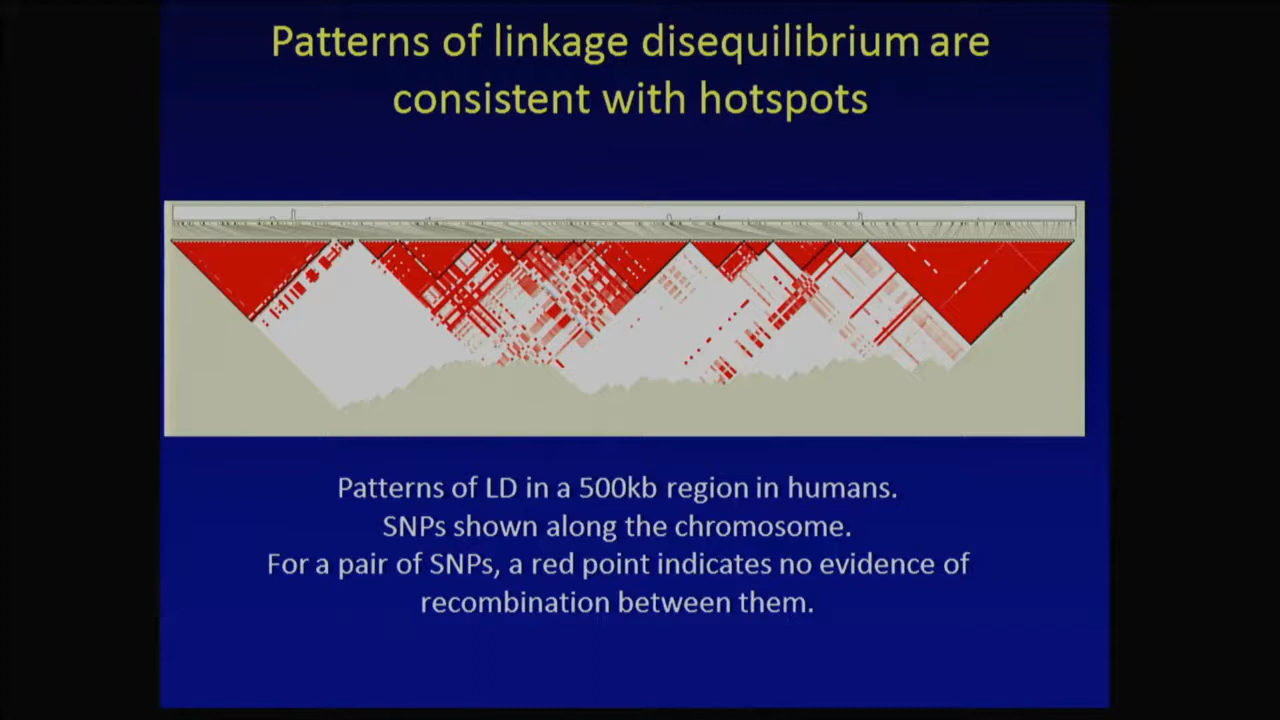 Patterns of linkage disequilibrium are
consistent with hotspots
Patterns of LD in a 500kb region in humans.
SNPs shown along the chromosome.
For a pair of SNPs, a red point indicates no evidence of
recombination between them.